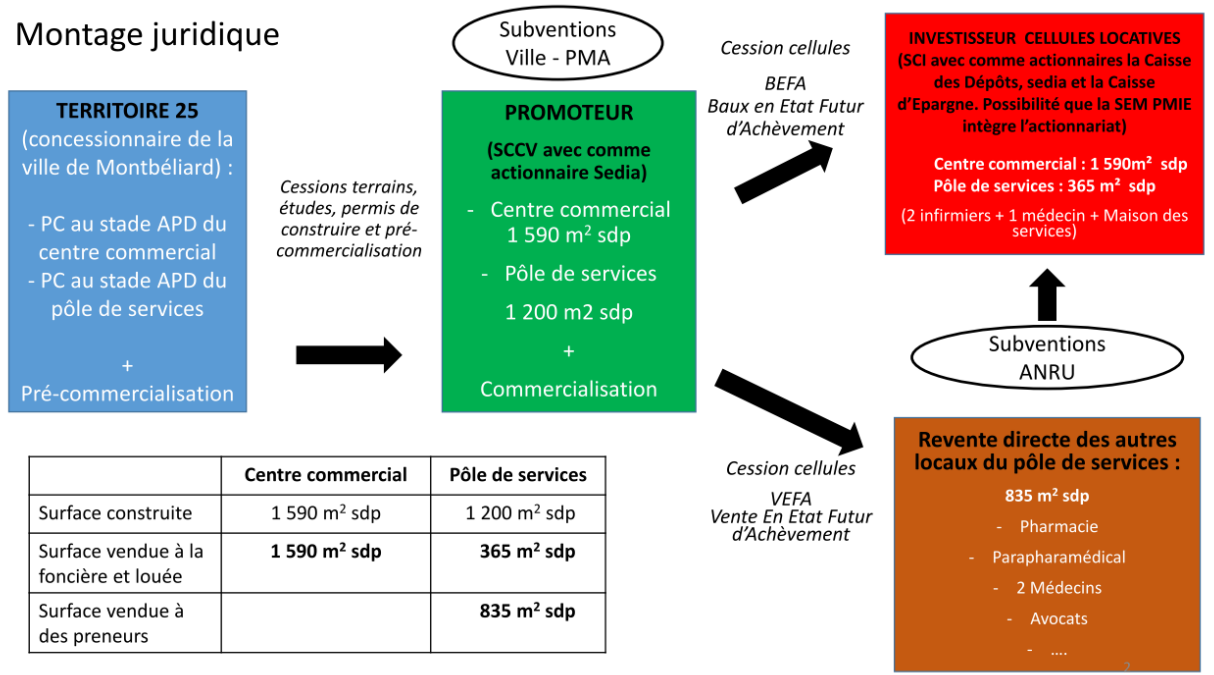 Montage juridique
Subventions
Ville - PMA
TERRITOIRE 25
(concessionnaire de la
ville de Montbéliard) :
- PC au stade APD du
centre commercial
- PC au stade APD du
pôle de services
+
Pré-commercialisation
Cessions terrains,
études, permis de
construire et pré-
commercialisation
PROMOTEUR
(SCCV avec comme
actionnaire Sedia)
- Centre commercial
1 590 m² sdp
- Pôle de services
1 200 m2 sdp
+
Commercialisation
Cession cellules
BEFA
Baux en Etat Futur
d’Achèvement
INVESTISSEUR CELLULES LOCATIVES
(SCI avec comme actionnaires la Caisse
des Dépôts, sedia et la Caisse
d’Epargne. Possibilité que la SEM PMIE
intègre l’actionnariat)
Centre commercial : 1 590m² sdp
Pôle de services : 365 m² sdp
(2 infirmiers + 1 médecin + Maison des
services)
Subventions
ANRU
Cession cellules
VEFA
Vente En Etat Futur
d’Achèvement
Revente directe des autres
locaux du pôle de services :
835 m² sdp
- Pharmacie
- Parapharamédical
- 2 Médecins
- Avocats
- ....
Centre commercial Pôle de services
Surface construite 1 590 m² sdp 1 200 m² sdp
Surface vendue à la 1 590 m² sdp 365 m² sdp
foncière et louée
Surface vendue à 835 m² sdp
des preneurs
2